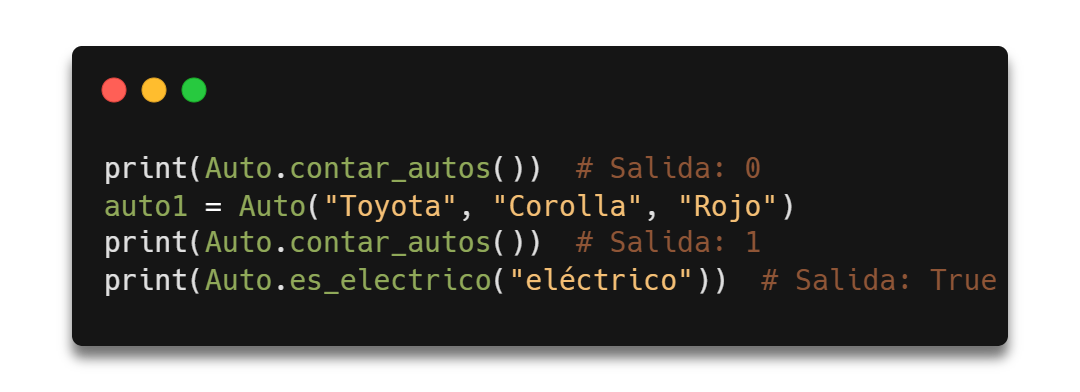 print(Auto.contar_autos())  # Salida: 0
auto1 = Auto("Toyota", "Corolla", "Rojo")
print(Auto.contar_autos())  # Salida: 1
print(Auto.es_electrico("eléctrico"))  # Salida: True